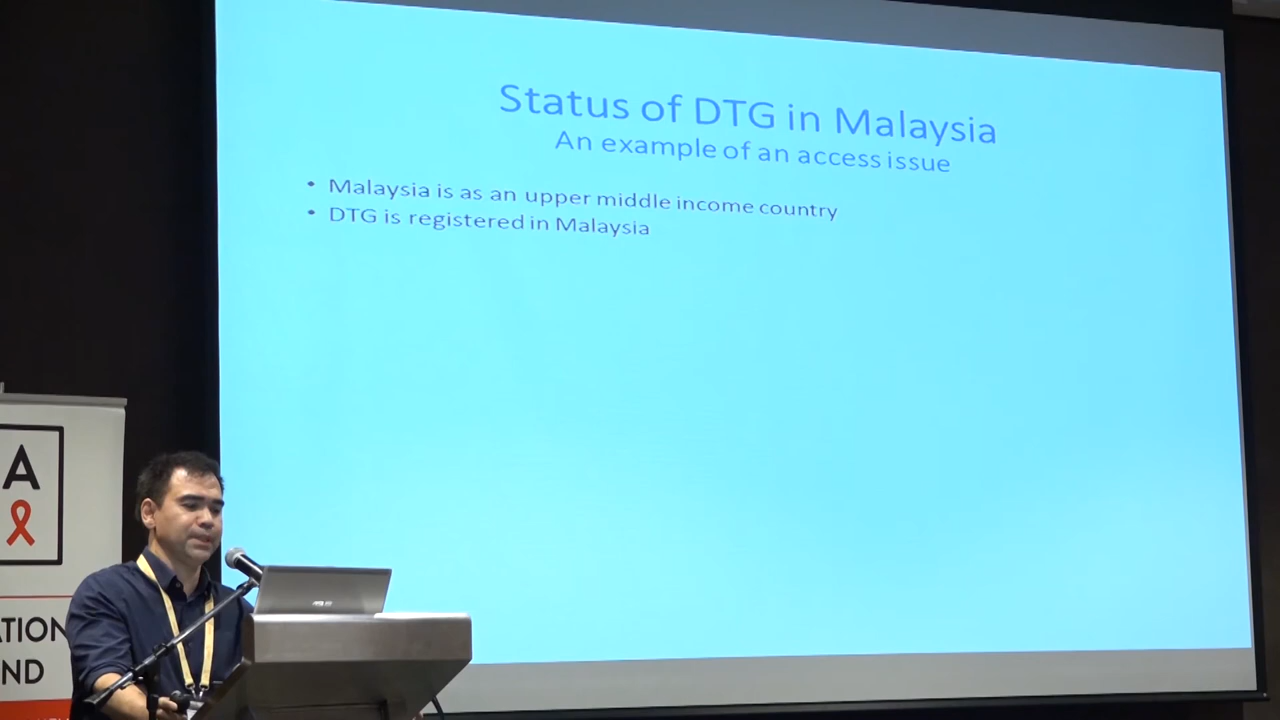 Status of DTG in Malaysia
An example of an access issue
• Malaysia is as an upper middle income country
• DTG is registered in Malaysia
A
ATION
ND